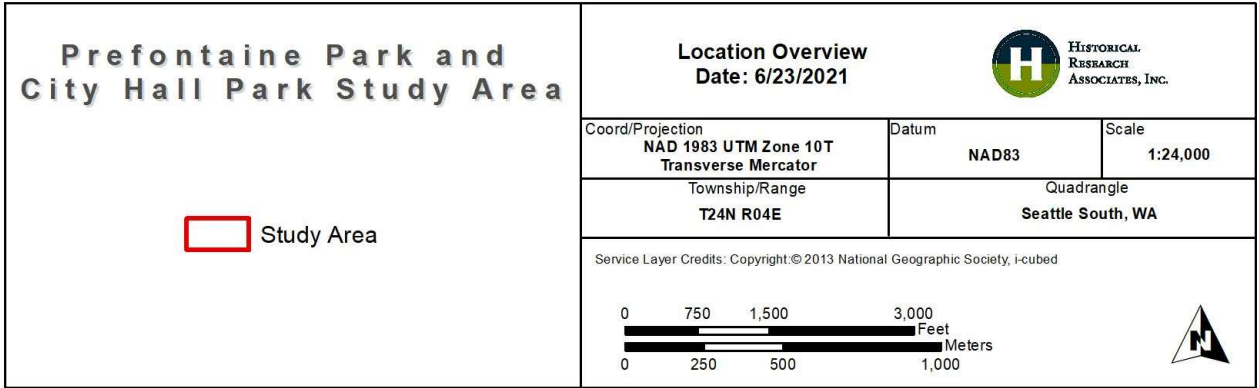 Prefontaine Park and
City Hall Park Study Area
Study Area
Location Overview
Date: 6/23/2021
H
HISTORICAL
RESEARCH
ASSOCIATES, INC.
Coord/Projection
NAD 1983 UTM Zone 10T
Transverse Mercator
Datum
NAD83
Scale
1:24,000
Township/Range
T24N R04E
Quadrangle
Seattle South, WA
Service Layer Credits: Copyright:© 2013 National Geographic Society, i-cubed
0 750 1,500 3,000
Feet
Meters
0 250 500 1,000
N